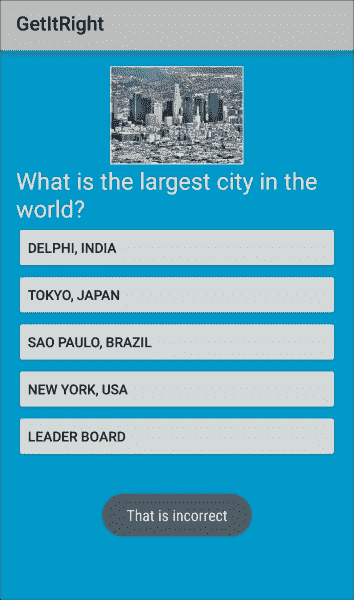 GetItRight
What is the largest city in the
world?
DELPHI, INDIA
TOKYO, JAPAN
SAO PAULO, BRAZIL
NEW YORK, USA
LEADER BOARD
That is incorrect